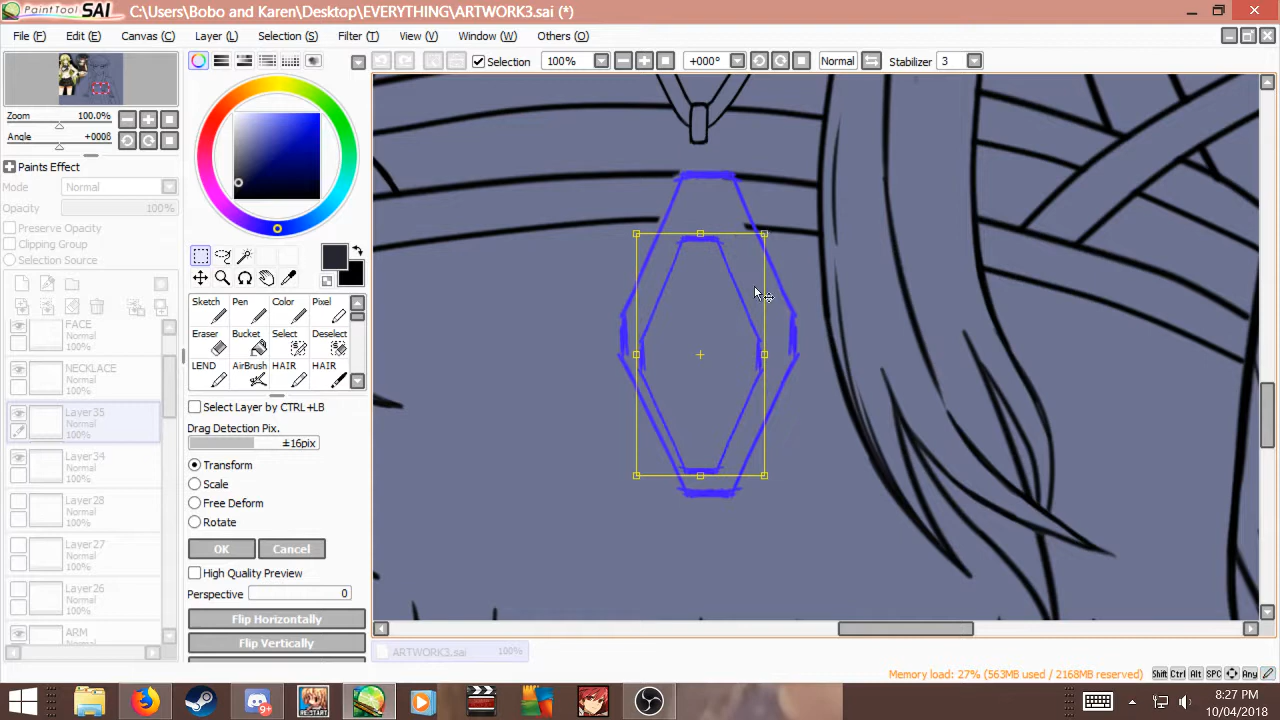 PaintTool SAI C:\Users\Bobo and Karen\Desktop\EVERYTHING\ARTWORK3.sai (*)
File (F) Edit (E) Canvas (C) Layer (L) Selection (S) Filter (T) View (V) Window (W) Others (O)
Selection 100% +000° Normal Stabilizer 3
Zoom 100.0%
Angle +000ß
Paints Effect
Mode Normal
Opacity 100%
Preserve Opacity
Clipping Group
Selection Source
FACE
Normal
100%
NECKLACE
Normal
100%
Layer35
Normal
100%
Layer34
Normal
100%
Layer28
Normal
100%
Layer27
Normal
100%
Layer26
Normal
100%
ARM
Normal
Sketch Pen Color Pixel
Eraser Bucket Select Deselect
LEND AirBrush HAIR HAIR
Select Layer by CTRL+LB
Drag Detection Pix.
±16pix
Transform
Scale
Free Deform
Rotate
OK Cancel
High Quality Preview
Perspective 0
Flip Horizontally
Flip Vertically
ARTWORK3.sai 100%
Memory load: 27% (563MB used / 2168MB reserved) Shift Ctrl Alt SPC Any
9+
RE:START
8:27 PM
10/04/2018